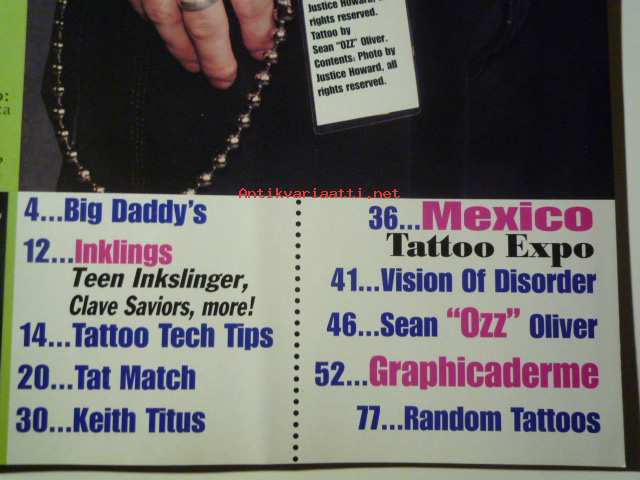 Justice Howard,
rights reserved.
Tattoo by
Sean "OZZ" Oliver.
Contents: Photo by
Justice Howard, all
rights reserved.
Antikvariaatti.net
4...Big Daddy's
12...Inklings
Teen Inkslinger,
Clave Saviors, more!
14...Tattoo Tech Tips
20...Tat Match
30...Keith Titus
36...Mexico
Tattoo Expo
41...Vision Of Disorder
46...Sean "Ozz" Oliver
52...Graphicaderme
77...Random Tattoos